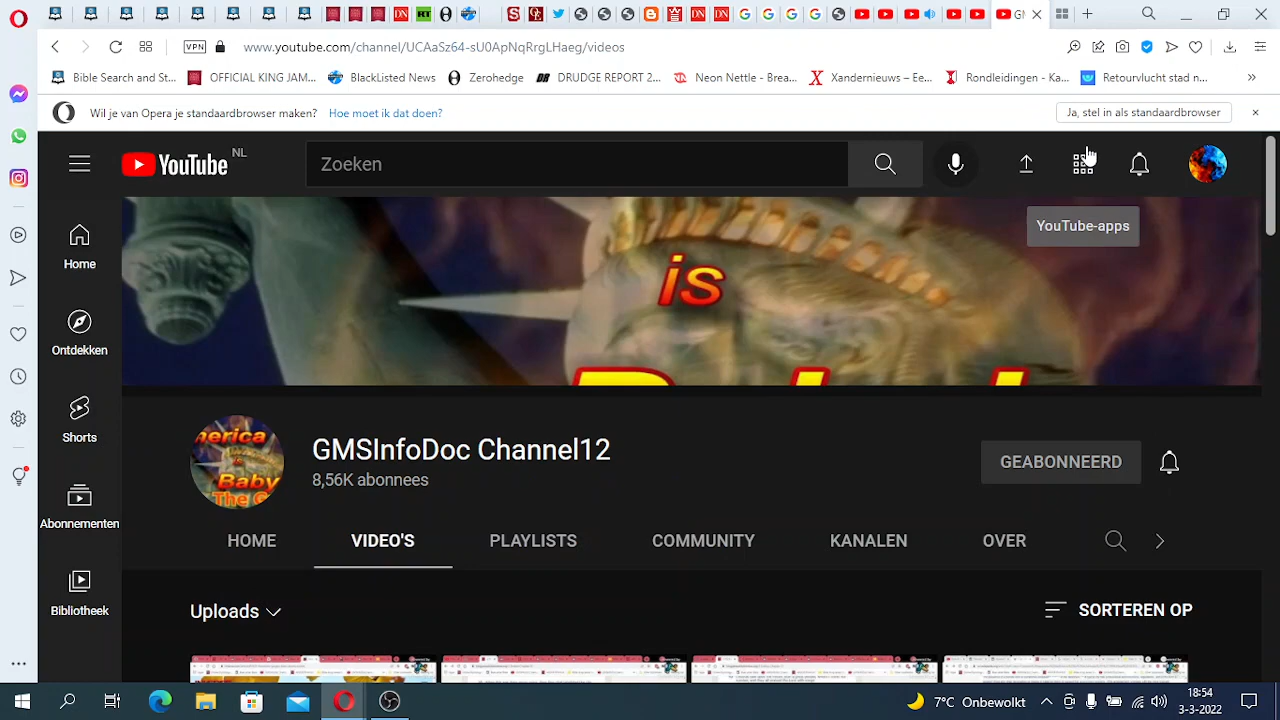 GM
VPN
www.youtube.com/channel/UCAaSz64-sU0ApNqRrgLHaeg/videos
Bible Search and St...
OFFICIAL KING JAM...
BlackListed News
Zerohedge
DRUDGE REPORT 2...
Neon Nettle - Brea...
Xandernieuws – Ee...
Rondleidingen - Ka...
Retourvlucht stad n...
Wil je van Opera je standaardbrowser maken?
Hoe moet ik dat doen?
Ja, stel in als standaardbrowser
YouTube NL
Zoeken
YouTube-apps
is
Home
Ontdekken
Shorts
Abonnementen
Bibliotheek
GMSInfoDoc Channel12
8,56K abonnees
GEABONNEERD
HOME
VIDEO'S
PLAYLISTS
COMMUNITY
KANALEN
OVER
Uploads
SORTEREN OP
7°C Onbewolkt
18:54
3-3-2022